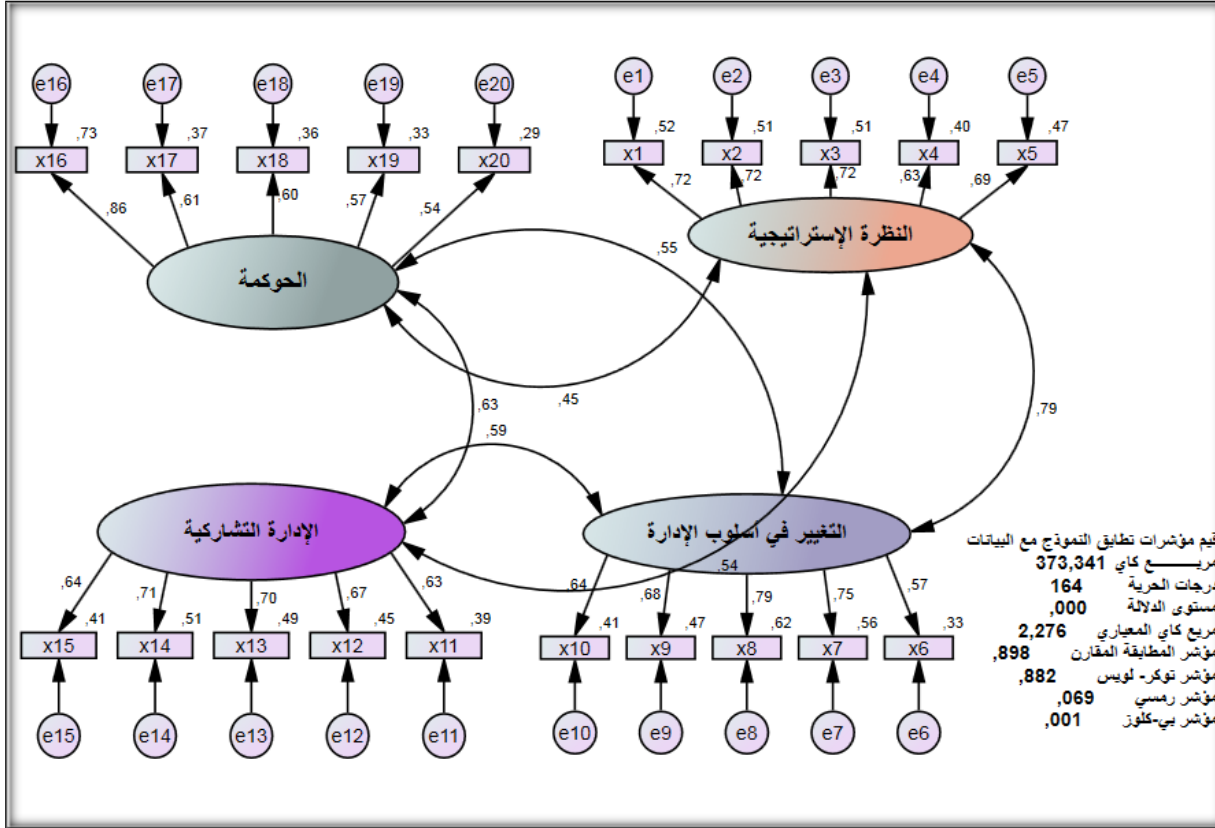 e16 e17 e18 e19 e20
,73 ,37 ,36 ,33 ,29
x16 x17 x18 x19 x20
,86 ,61 ,60 ,57 ,54
الحوكمة
e1 e2 e3 e4 e5
,52 ,51 ,51 ,40 ,47
x1 x2 x3 x4 x5
,72 ,72 ,72 ,63 ,69
النظرة الإستراتيجية
,55
,45
,63
,59
,79
,54
الإدارة التشاركية
,64 ,71 ,70 ,67 ,63
,41 ,51 ,49 ,45 ,39
x15 x14 x13 x12 x11
e15 e14 e13 e12 e11
التغيير في أسلوب الإدارة
,64 ,68 ,79 ,75 ,57
,41 ,47 ,62 ,56 ,33
x10 x9 x8 x7 x6
e10 e9 e8 e7 e6
قيم مؤشرات تطابق النموذج مع البيانات
مربـــــع كاي 373,341
درجات الحرية 164
مستوى الدلالة ,000
مربع كاي المعياري 2,276
مؤشر المطابقة المقارن ,898
مؤشر توكر- لويس ,882
مؤشر رمسي ,069
مؤشر بي-كلوز ,001